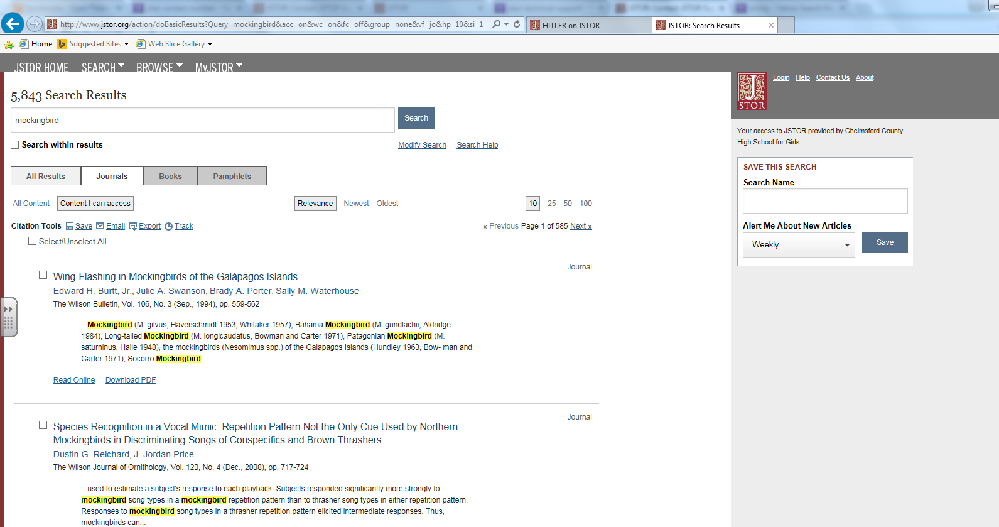 http://www.jstor.org/action/doBasicResults?Query=mockingbird&acc=on&wc=on&fc=off&group=none&vf=jo&hp=10&si=1
HITLER on JSTOR
JSTOR: Search Results
Home Suggested Sites Web Slice Gallery
JSTOR HOME SEARCH BROWSE MyJSTOR
J
STOR
Login Help Contact Us About
5,843 Search Results
mockingbird
Search
Search within results
Modify Search Search Help
Your access to JSTOR provided by Chelmsford County
High School for Girls
SAVE THIS SEARCH
Search Name
Alert Me About New Articles
Weekly
Save
All Results Journals Books Pamphlets
All Content Content I can access Relevance Newest Oldest 10 25 50 100
Citation Tools Save Email Export Track « Previous Page 1 of 585 Next »
Select/Unselect All
Journal
Wing-Flashing in Mockingbirds of the Galápagos Islands
Edward H. Burtt, Jr., Julie A. Swanson, Brady A. Porter, Sally M. Waterhouse
The Wilson Bulletin, Vol. 106, No. 3 (Sep., 1994), pp. 559-562
...Mockingbird (M. gilvus; Haverschmidt 1953, Whitaker 1957), Bahama Mockingbird (M. gundlachii, Aldridge
1984), Long-tailed Mockingbird (M. longicaudatus, Bowman and Carter 1971), Patagonian Mockingbird (M.
saturninus, Halle 1948), the mockingbirds (Nesomimus spp.) of the Galapagos Islands (Hundley 1963, Bow- man and
Carter 1971), Socorro Mockingbird...
Read Online Download PDF
Journal
Species Recognition in a Vocal Mimic: Repetition Pattern Not the Only Cue Used by Northern
Mockingbirds in Discriminating Songs of Conspecifics and Brown Thrashers
Dustin G. Reichard, J. Jordan Price
The Wilson Journal of Ornithology, Vol. 120, No. 4 (Dec., 2008), pp. 717-724
...used to estimate a subject's response to each playback. Subjects responded significantly more strongly to
mockingbird song types in a mockingbird repetition pattern than to thrasher song types in either repetition pattern.
Responses to mockingbird song types in a thrasher repetition pattern elicited intermediate responses. Thus,
mockingbirds can...